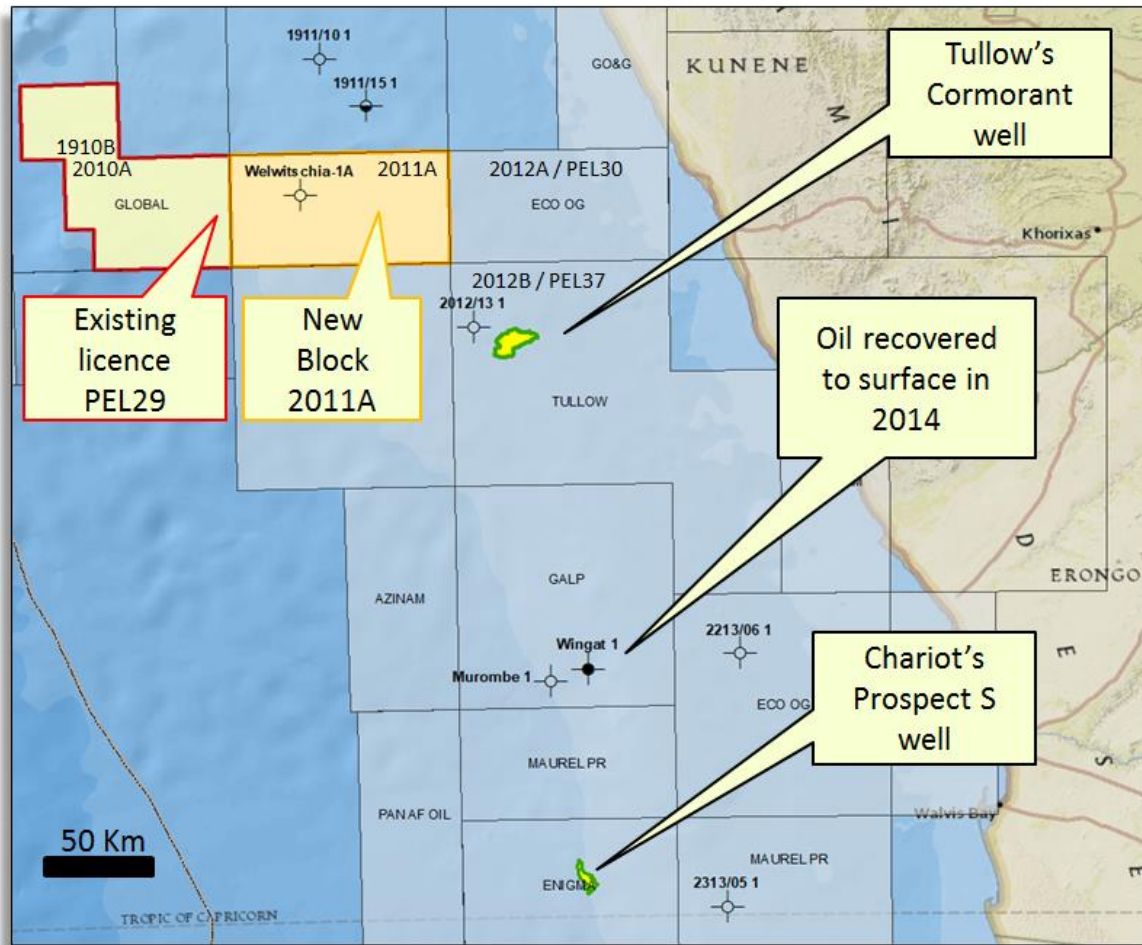 1911/10 1
1911/15 1
GO&G
KUNENE
Tullow's
Cormorant
well
1910B
2010A
GLOBAL
Welwitschia-1A
2011A
2012A / PEL30
ECO OG
Khorixas
Existing
licence
PEL29
New
Block
2011A
2012B / PEL37
2012/13 1
TULLOW
Oil recovered
to surface in
2014
N
A
M
I
D
E
S
E
AZINAM
GALP
ERONGO
Wingat 1
Murombe 1
2213/06 1
ECO OG
Chariot's
Prospect S
well
MAUREL PR
PANAF OIL
Walvis Bay
50 Km
ENIGMA
MAUREL PR
2313/05 1
TROPIC OF CAPRICORN